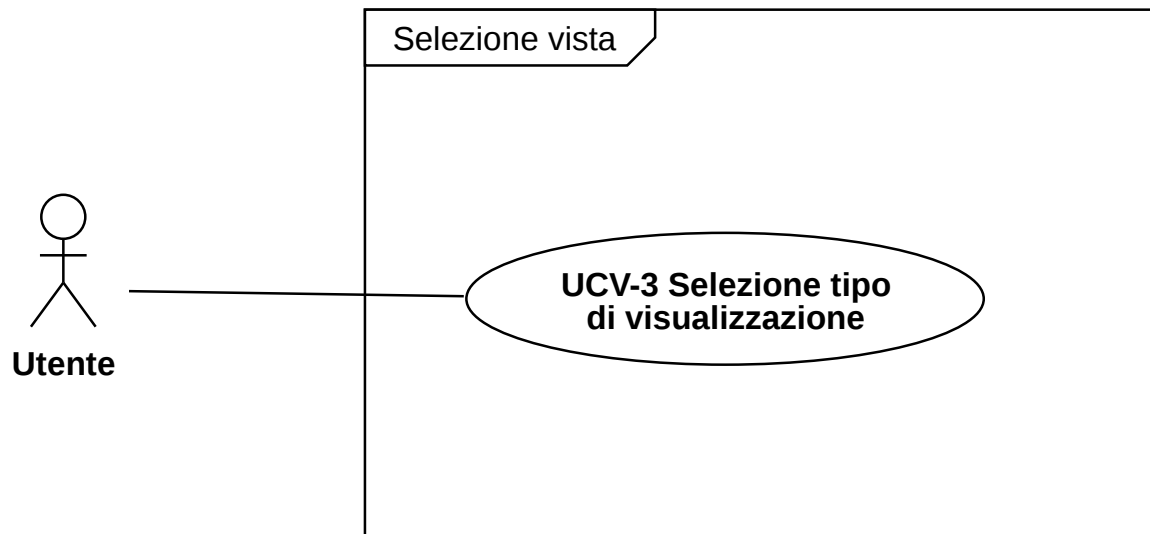 Selezione vista
UCV-3 Selezione tipo
di visualizzazione
Utente